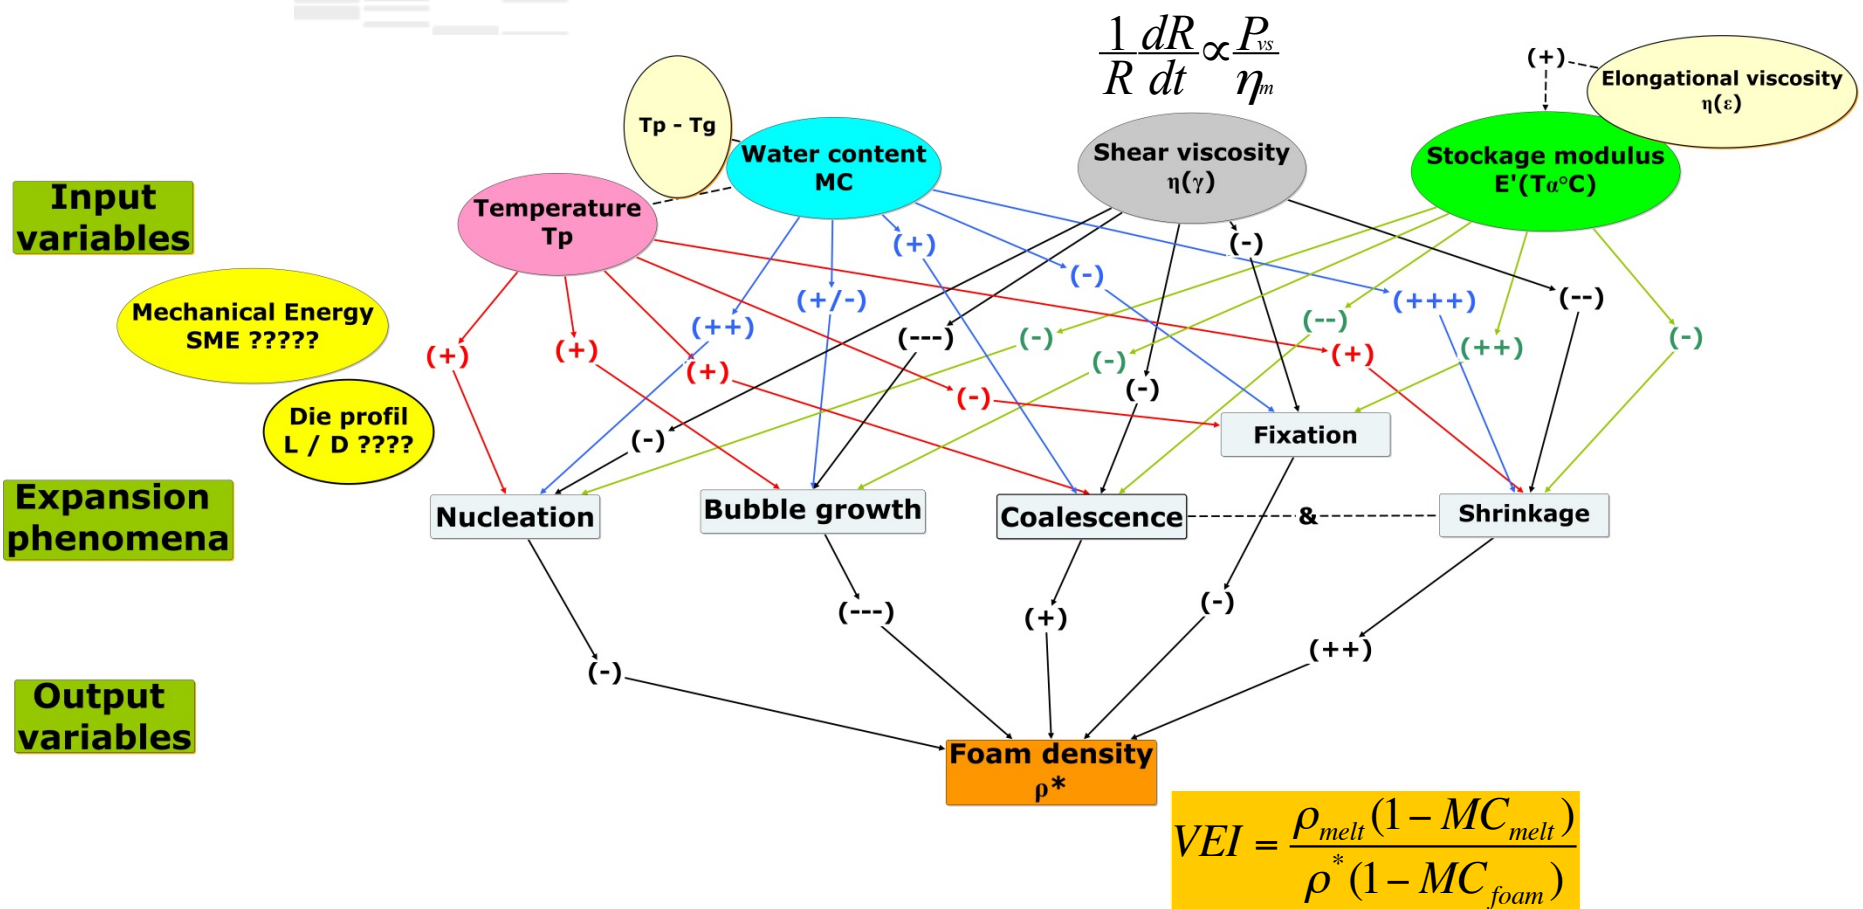 1/R dR/dt ∝ Pvs/ηm
(+)
Elongational viscosity
η(ε)
Tp - Tg
Water content
MC
Shear viscosity
η(γ)
Stockage modulus
E'(Tα°C)
Input
variables
Temperature
Tp
(+)
(-)
(-)
(+/-)
(+++)
(--)
Mechanical Energy
SME ?????
(++)
(---)
(-)
(--)
(-)
(+)
(+)
(+)
(-)
(+)
(++)
(-)
(-)
Die profil
L / D ????
(-)
Fixation
Expansion
phenomena
Nucleation
Bubble growth
Coalescence
&
Shrinkage
(---)
(+)
(-)
(++)
(-)
Output
variables
Foam density
ρ*
VEI = ρmelt(1 − MCmelt) / ρ*(1 − MCfoam)